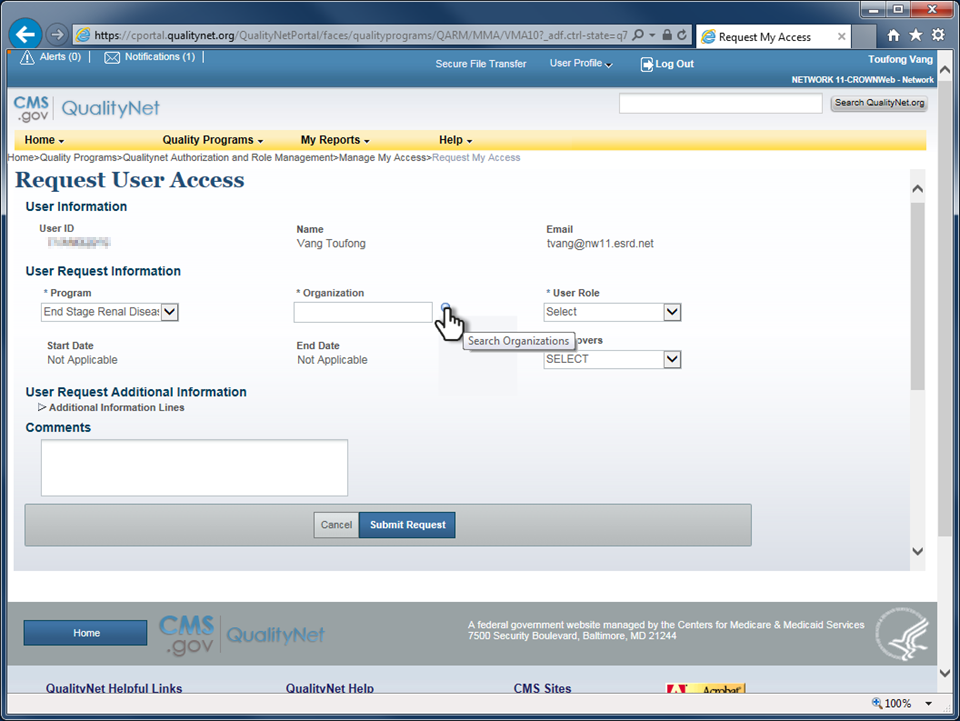 https://cportal.qualitynet.org/QualityNetPortal/faces/qualityprograms/QARM/MMA/VMA10?_adf.ctrl-state=q7
Request My Access
Alerts (0) | Notifications (1) |
Secure File Transfer
User Profile
Log Out
Toufong Vang
NETWORK 11-CROWNWeb - Network
CMS
.gov
QualityNet
Search QualityNet.org
Home
Quality Programs
My Reports
Help
Home>Quality Programs>Qualitynet Authorization and Role Management>Manage My Access>Request My Access
Request User Access
User Information
User ID
Name
Email
Vang Toufong
tvang@nw11.esrd.net
User Request Information
* Program
* Organization
* User Role
End Stage Renal Diseas
Select
Search Organizations
Start Date
End Date
overs
Not Applicable
Not Applicable
SELECT
User Request Additional Information
Additional Information Lines
Comments
Cancel
Submit Request
Home
CMS
.gov
QualityNet
A federal government website managed by the Centers for Medicare & Medicaid Services
7500 Security Boulevard, Baltimore, MD 21244
QualityNet Helpful Links
QualityNet Help
CMS Sites
Acrobat
100%